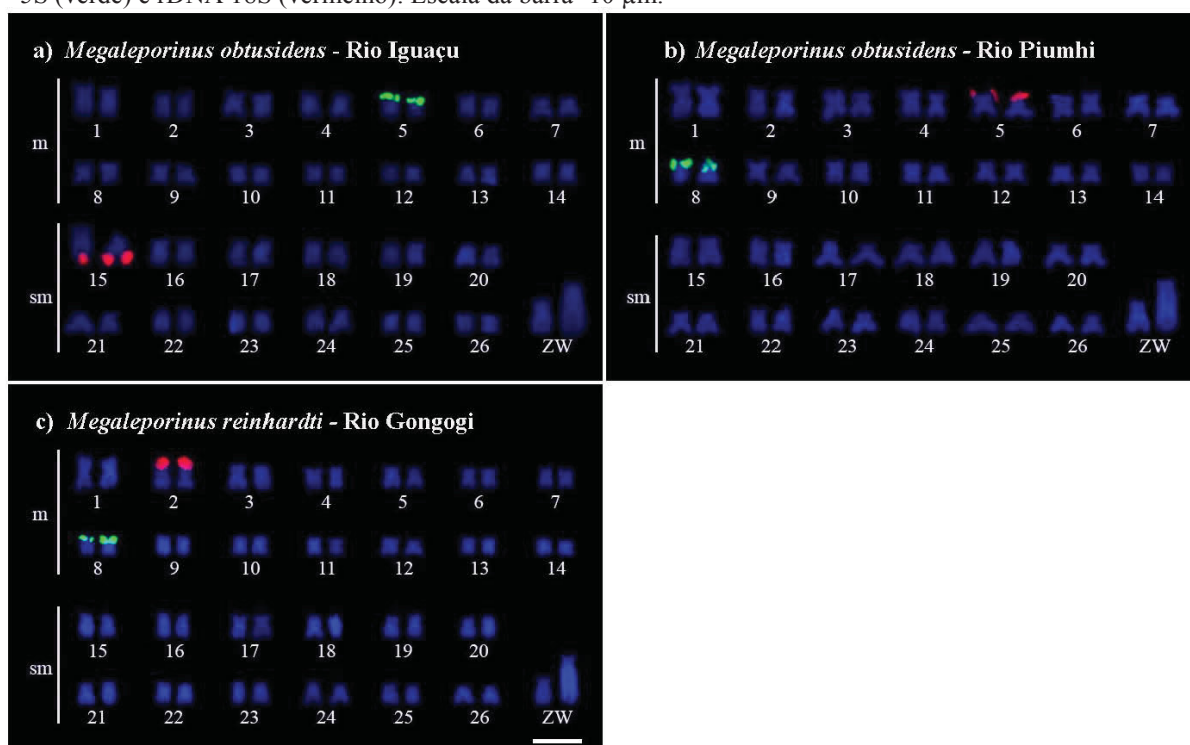 5S (verde) e rDNA 18S (vermelho). Escala da barra=10 µm.
a) Megaleporinus obtusidens - Rio Iguaçu
m
1 2 3 4 5 6 7
8 9 10 11 12 13 14
sm
15 16 17 18 19 20
21 22 23 24 25 26 ZW
b) Megaleporinus obtusidens - Rio Piumhi
m
1 2 3 4 5 6 7
8 9 10 11 12 13 14
sm
15 16 17 18 19 20
21 22 23 24 25 26 ZW
c) Megaleporinus reinhardti - Rio Gongogi
m
1 2 3 4 5 6 7
8 9 10 11 12 13 14
sm
15 16 17 18 19 20
21 22 23 24 25 26 ZW